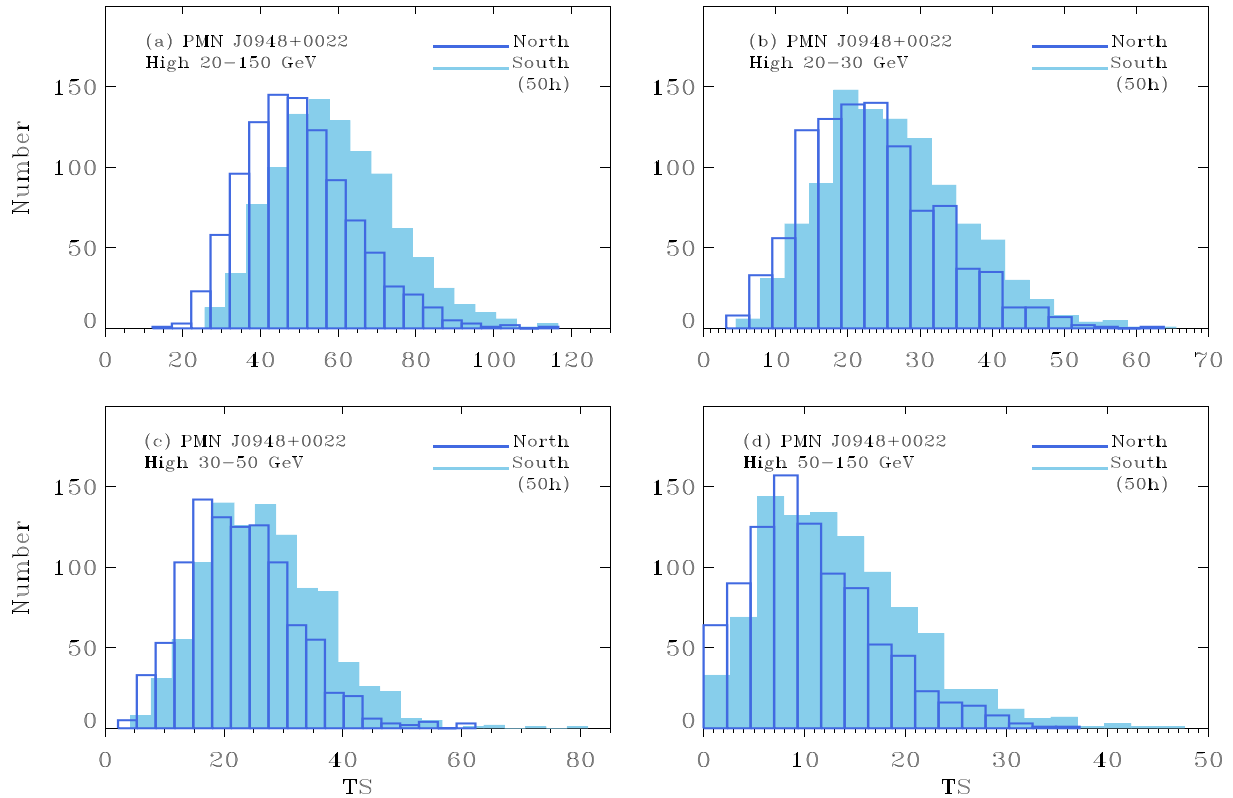 (a) PMN J0948+0022
High 20-150 GeV
North
South
(50h)
150
100
50
0
Number
0 20 40 60 80 100 120
(b) PMN J0948+0022
High 20-30 GeV
North
South
(50h)
150
100
50
0
0 10 20 30 40 50 60 70
(c) PMN J0948+0022
High 30-50 GeV
North
South
(50h)
150
100
50
0
Number
0 20 40 60 80
TS
(d) PMN J0948+0022
High 50-150 GeV
North
South
(50h)
150
100
50
0
0 10 20 30 40 50
TS